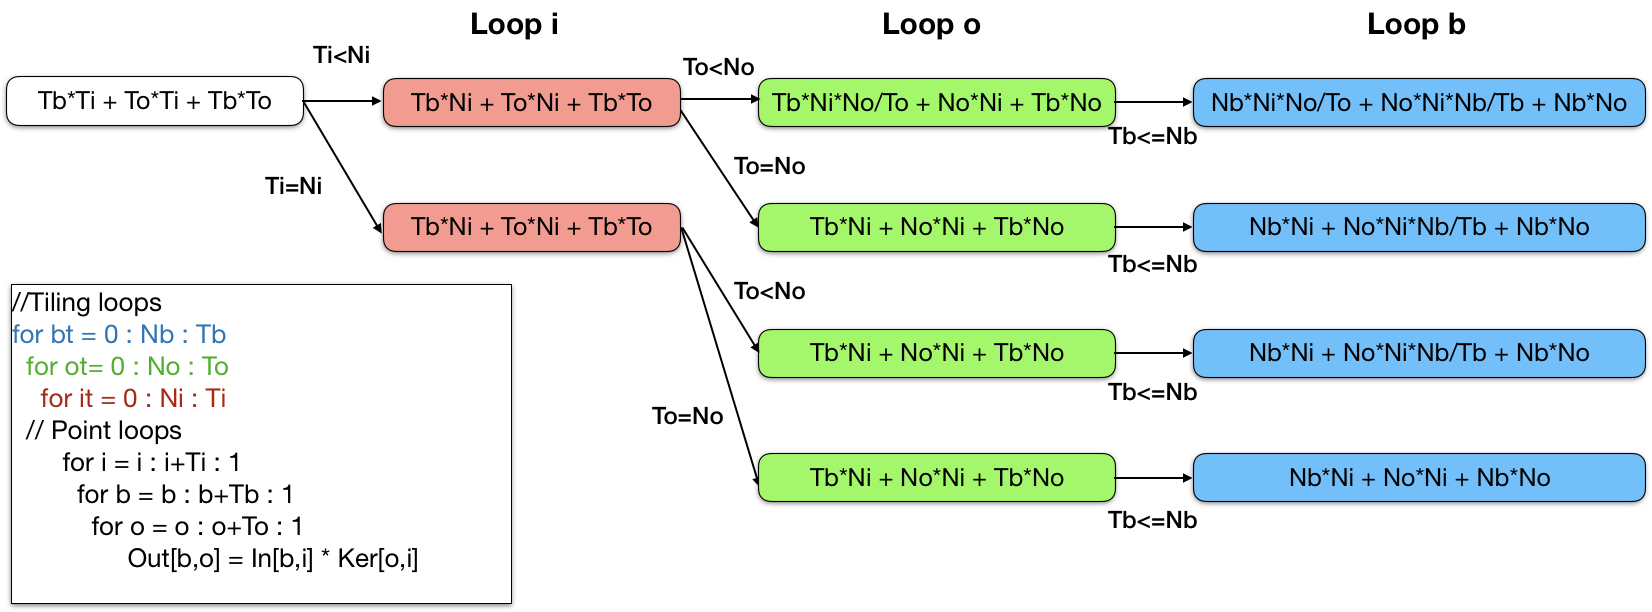 Loop i
Loop o
Loop b
Ti<Ni
To<No
Tb*Ti + To*Ti + Tb*To
Tb*Ni + To*Ni + Tb*To
Tb*Ni*No/To + No*Ni + Tb*No
Nb*Ni*No/To + No*Ni*Nb/Tb + Nb*No
Tb<=Nb
To=No
Ti=Ni
Tb*Ni + To*Ni + Tb*To
Tb*Ni + No*Ni + Tb*No
Nb*Ni + No*Ni*Nb/Tb + Nb*No
Tb<=Nb
To<No
Tb*Ni + No*Ni + Tb*No
Nb*Ni + No*Ni*Nb/Tb + Nb*No
Tb<=Nb
To=No
Tb*Ni + No*Ni + Tb*No
Nb*Ni + No*Ni + Nb*No
Tb<=Nb
//Tiling loops
for bt = 0 : Nb : Tb
for ot= 0 : No : To
for it = 0 : Ni : Ti
// Point loops
for i = i : i+Ti : 1
for b = b : b+Tb : 1
for o = o : o+To : 1
Out[b,o] = In[b,i] * Ker[o,i]